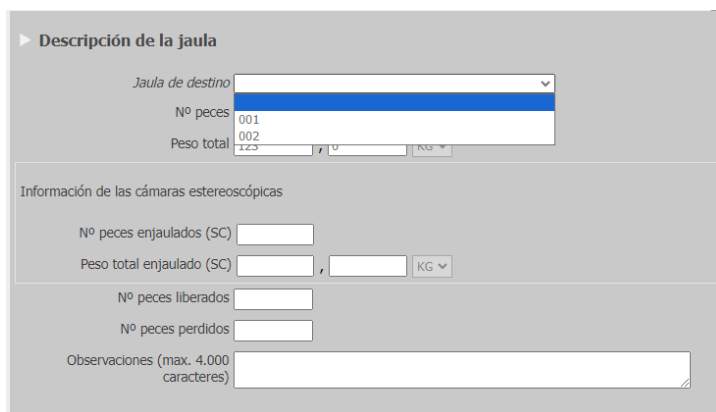 Descripción de la jaula
Jaula de destino
Nº peces
001
002
Peso total 123 , 0 KG
Información de las cámaras estereoscópicas
Nº peces enjaulados (SC)
Peso total enjaulado (SC) , KG
Nº peces liberados
Nº peces perdidos
Observaciones (max. 4.000
caracteres)